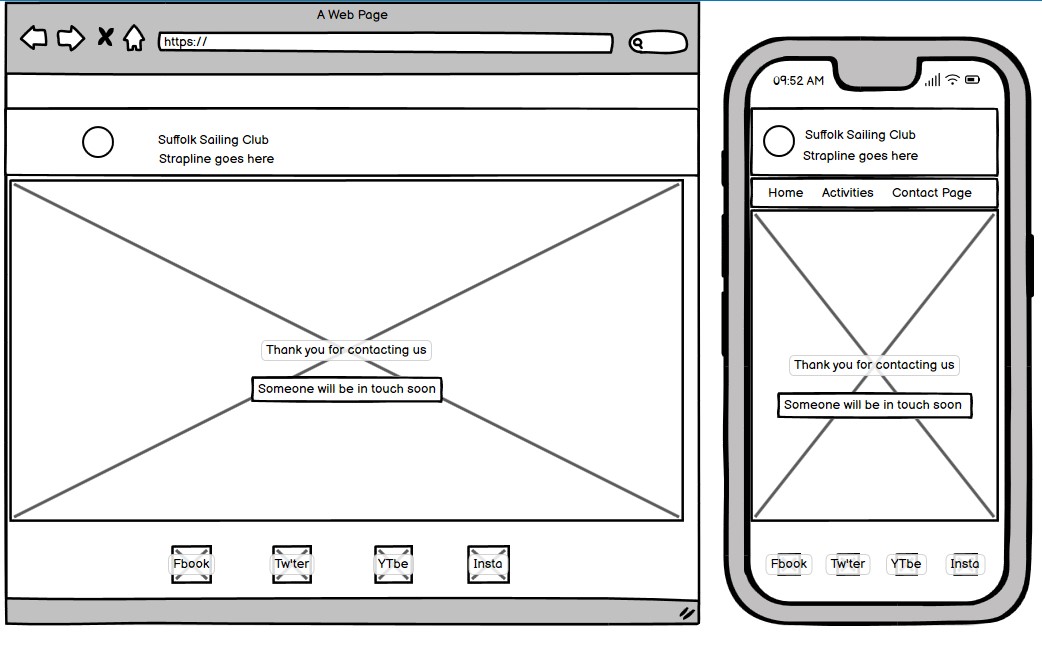 A Web Page
https://
Suffolk Sailing Club
Strapline goes here
Thank you for contacting us
Someone will be in touch soon
Fbook
Tw'ter
YTbe
Insta
09:52 AM
Suffolk Sailing Club
Strapline goes here
Home Activities Contact Page
Thank you for contacting us
Someone will be in touch soon
Fbook
Tw'ter
YTbe
Insta